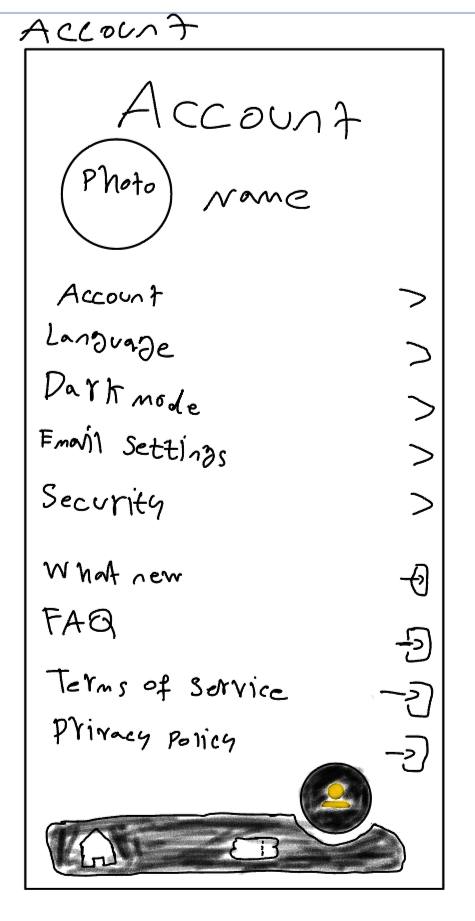 Account
Account
Photo
Name
Account
Language
Dark mode
Email Settings
Security
What new
FAQ
Terms of Service
Privacy Policy